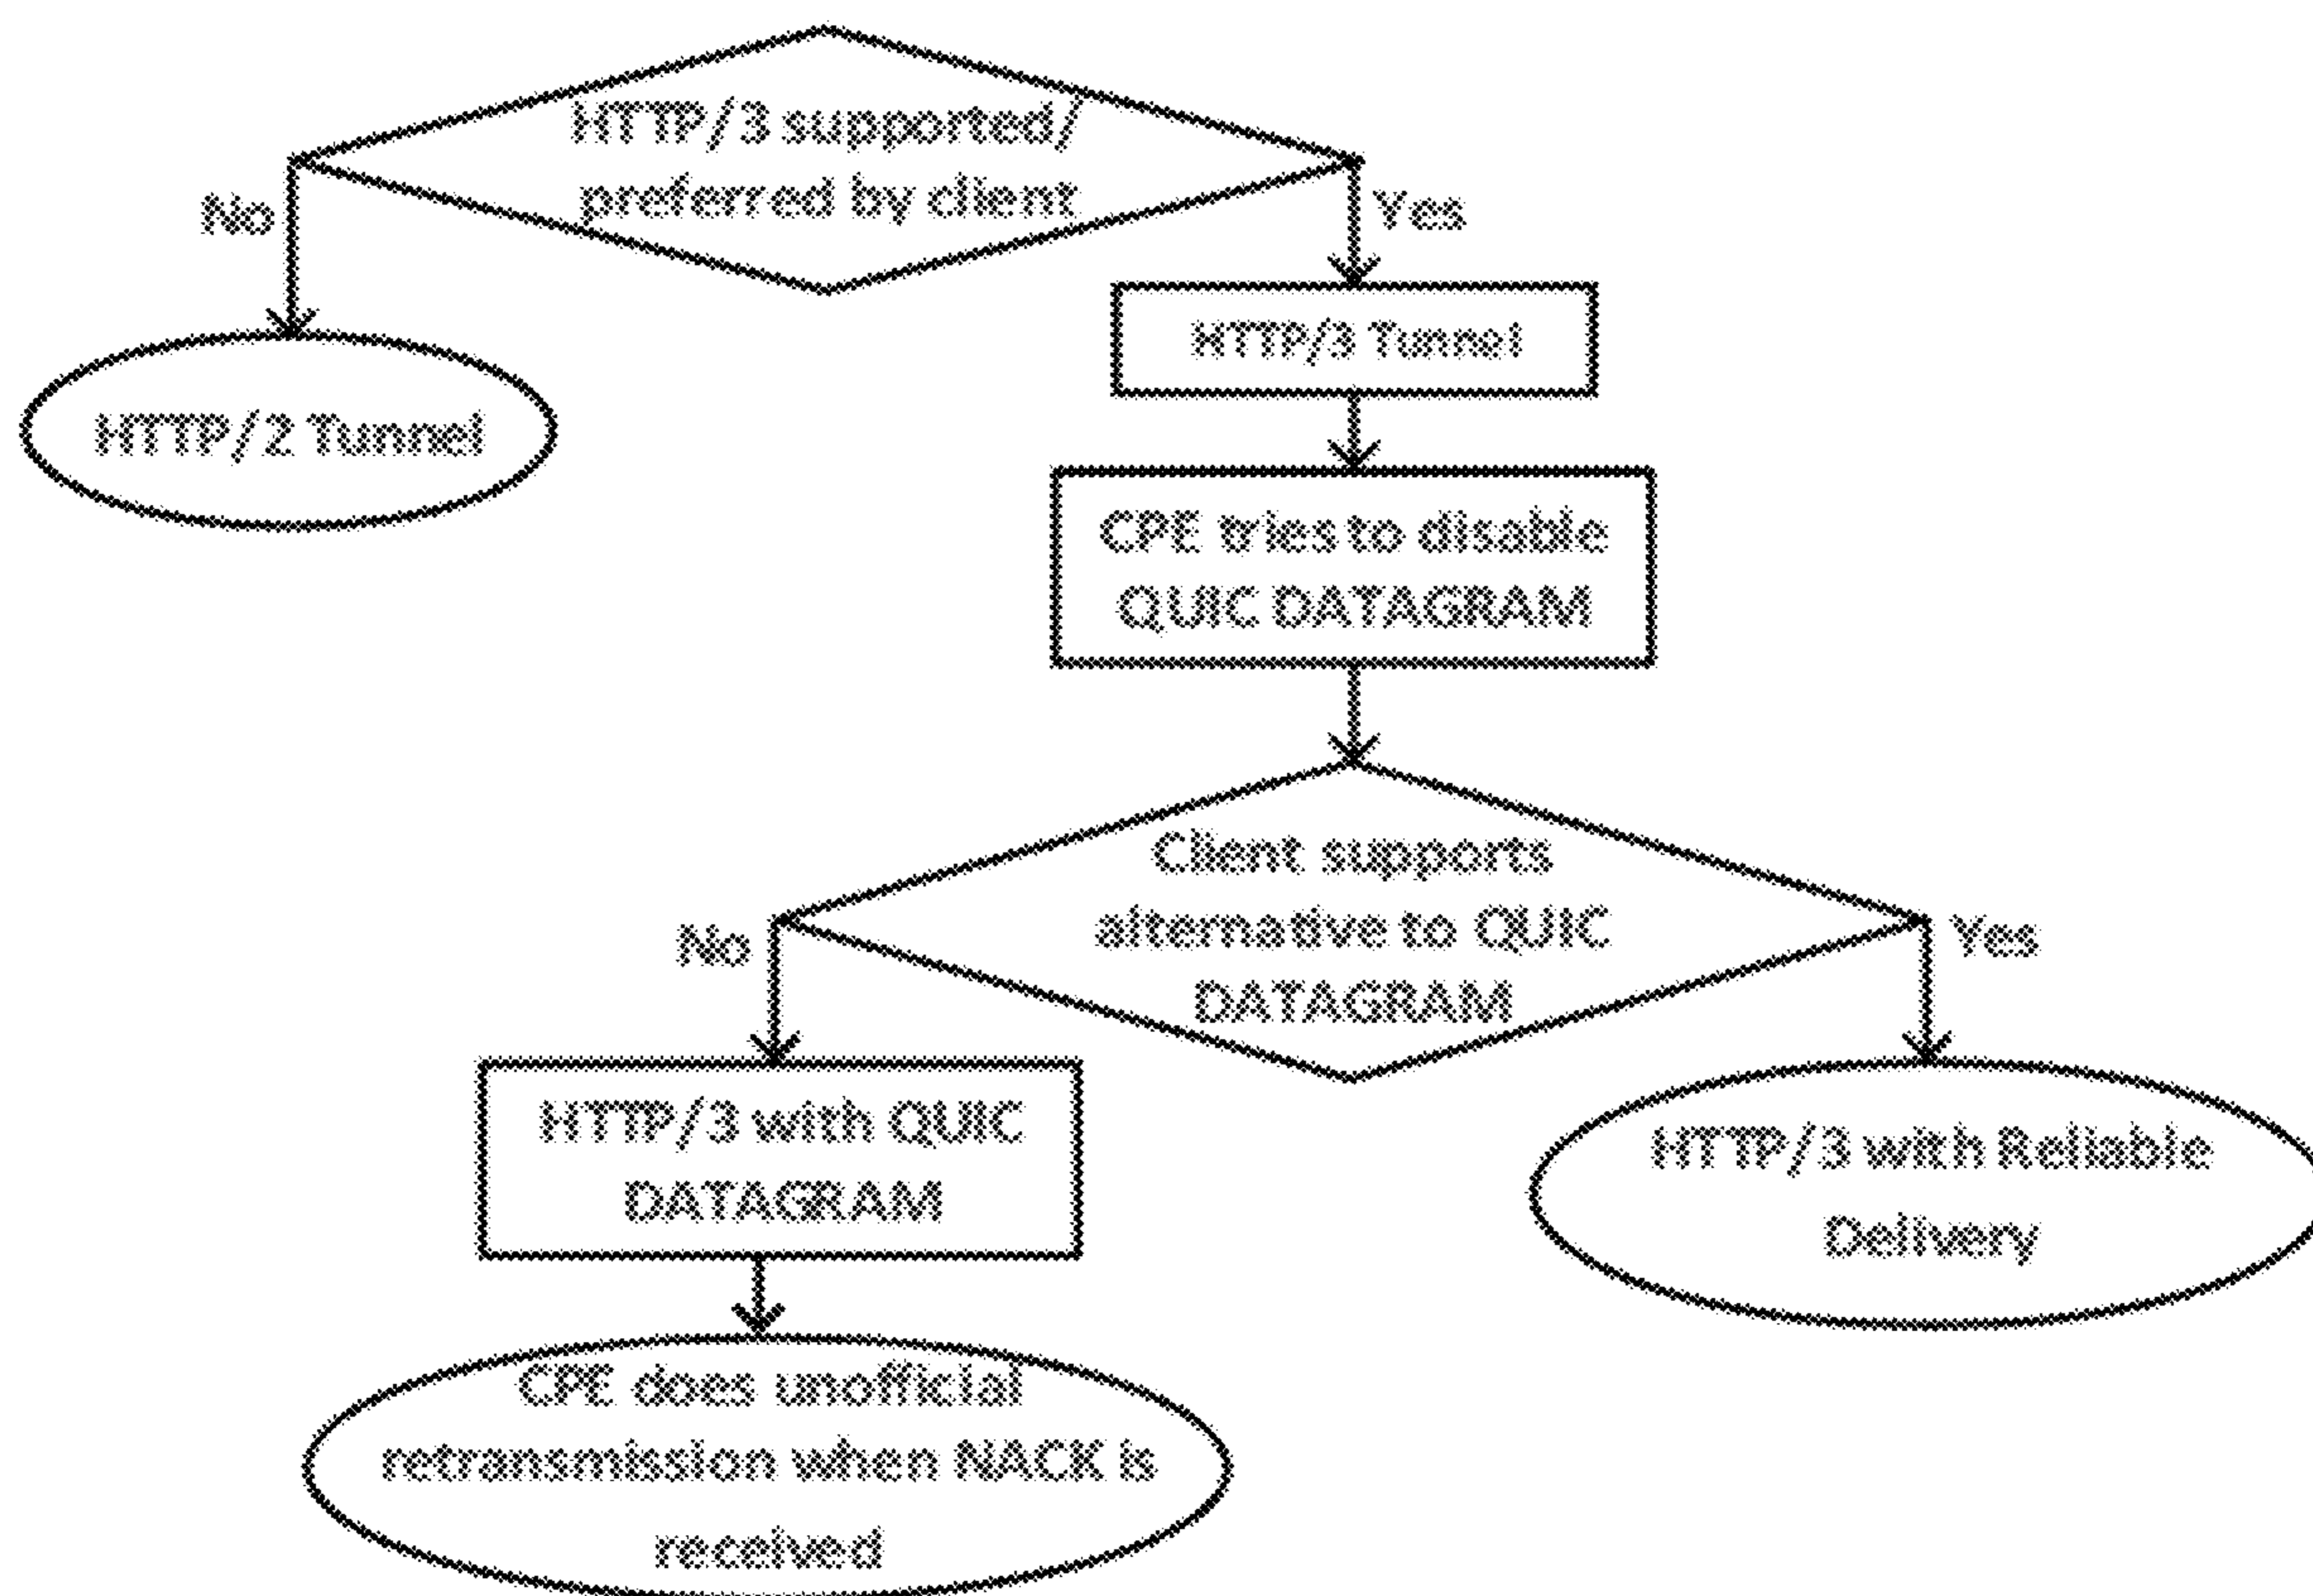 HTTP/3 supported/
preferred by client
No
Yes
HTTP/3 Tunnel
HTTP/2 Tunnel
CPE tries to disable
QUIC DATAGRAM
Client supports
alternative to QUIC
DATAGRAM
No
Yes
HTTP/3 with QUIC
DATAGRAM
HTTP/3 with Reliable
Delivery
CPE does unofficial
retransmission when NACK is
received